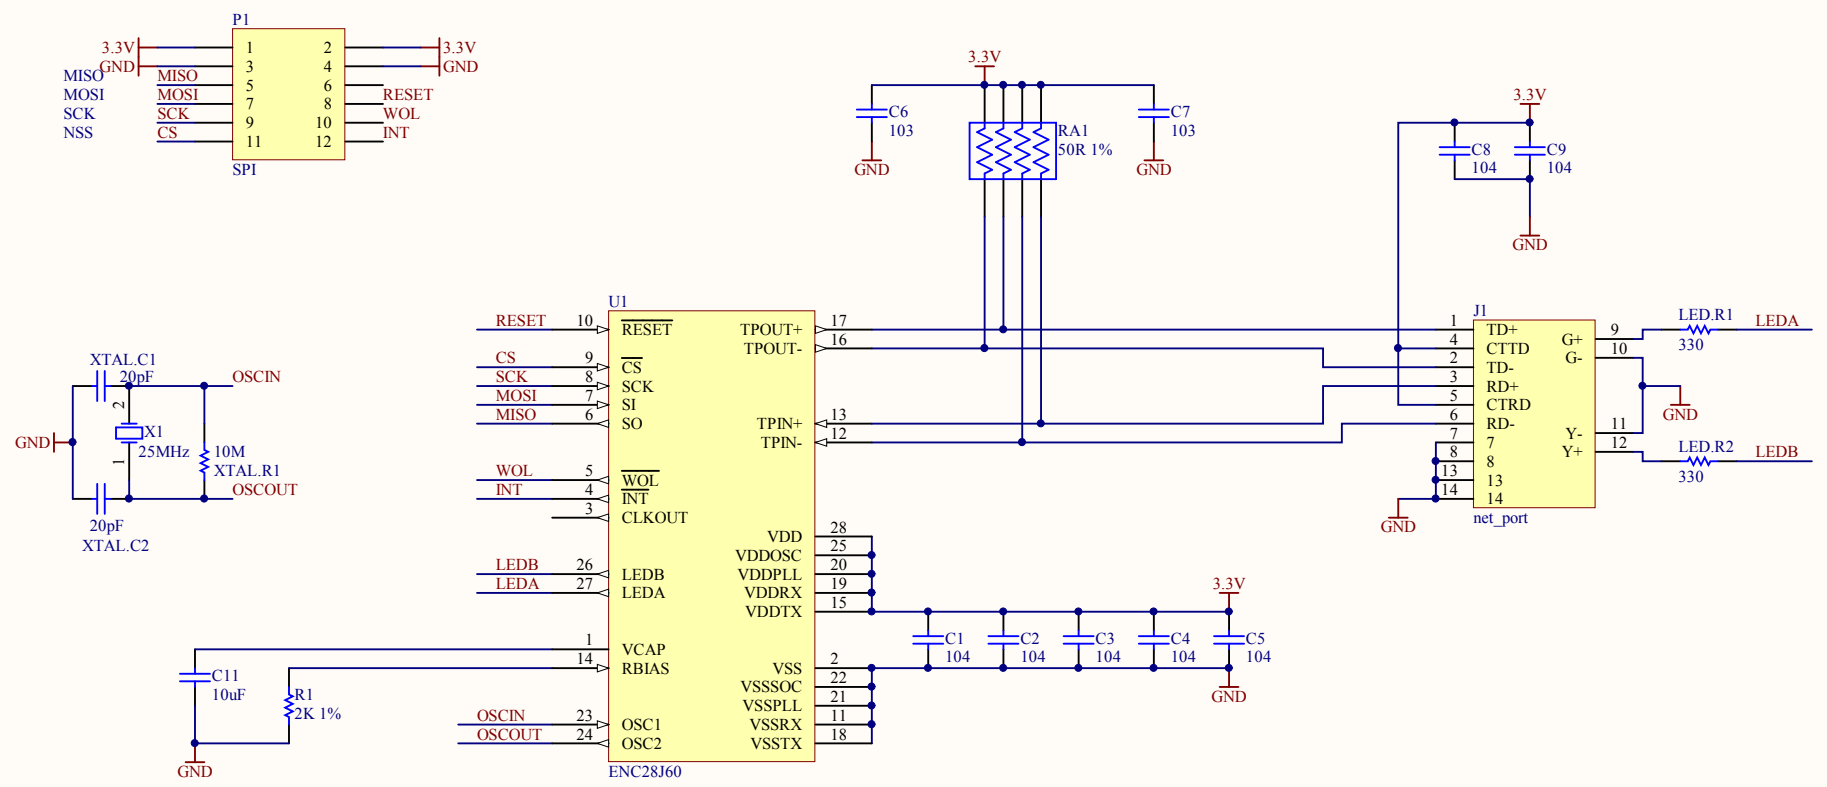 P1
3.3V 1 2 3.3V
GND 3 4 GND
MISO MISO 5 6
MOSI MOSI 7 8 RESET
SCK SCK 9 10 WOL
NSS CS 11 12 INT
SPI
3.3V
C6
103
RA1
50R 1%
C7
103
GND
GND
3.3V
C8
104
C9
104
GND
XTAL.C1
20pF
OSCIN
2
X1
25MHz
1
GND
10M
XTAL.R1
OSCOUT
20pF
XTAL.C2
U1
RESET 10 RESET
CS 9 CS
SCK 8 SCK
MOSI 7 SI
MISO 6 SO
WOL 5 WOL
INT 4 INT
3 CLKOUT
LEDB 26 LEDB
LEDA 27 LEDA
1 VCAP
14 RBIAS
OSCIN 23 OSC1
OSCOUT 24 OSC2
TPOUT+ 17
TPOUT- 16
TPIN+ 13
TPIN- 12
VDD 28
VDDOSC 25
VDDPLL 20
VDDRX 19
VDDTX 15
VSS 2
VSSSOC 22
VSSPLL 21
VSSRX 11
VSSTX 18
ENC28J60
C11
10uF
R1
2K 1%
GND
3.3V
C1
104
C2
104
C3
104
C4
104
C5
104
GND
J1
1 TD+
4 CTTD
2 TD-
3 RD+
5 CTRD
6 RD-
7 7
8 8
13 13
14 14
G+ 9
G- 10
Y- 11
Y+ 12
net_port
GND
LED.R1
330
LEDA
GND
LED.R2
330
LEDB